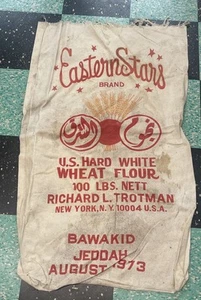 Eastern Stars
BRAND
نجوم الشرق
U.S. HARD WHITE
WHEAT FLOUR
100 LBS. NETT
RICHARD L. TROTMAN
NEW YORK, N.Y. 10004 U.S.A.
BAWAKID
JEDDAH
AUGUST 1973